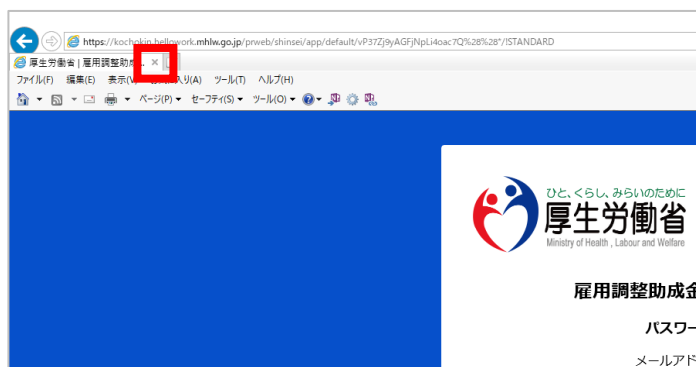 https://kochokin.hellowork.mhlw.go.jp/prweb/shinsei/app/default/vP37Zj9yAGFjNpLi4oac7Q%28%28*/!STANDARD
厚生労働省 | 雇用調整助成
ファイル(F) 編集(E) 表示(V) ツール(T) ヘルプ(H)
ページ(P) セーフティ(S) ツール(O)
ひと、くらし、みらいのために
厚生労働省
Ministry of Health , Labour and Welfare
雇用調整助成金
パスワー
メールアド